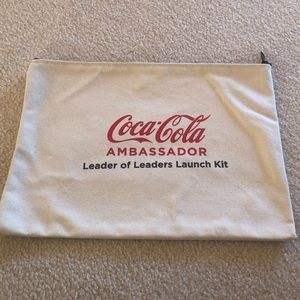 Coca-Cola
AMBASSADOR
Leader of Leaders Launch Kit